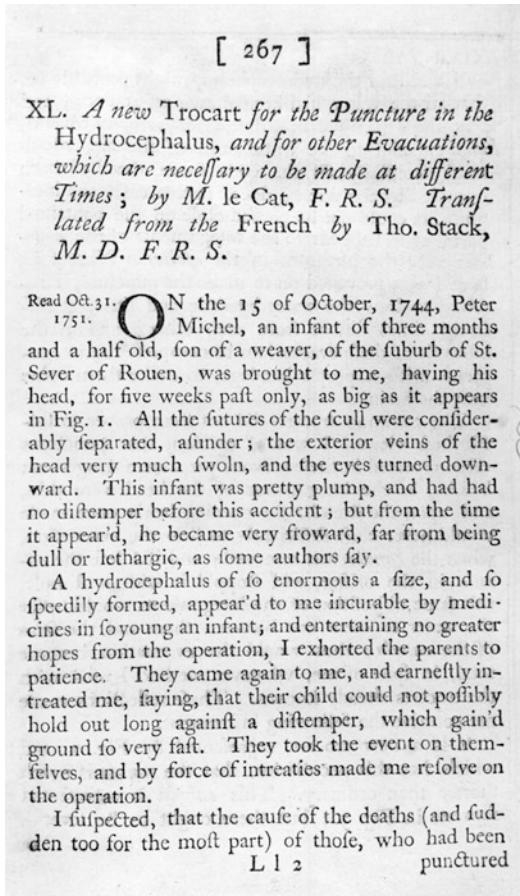 [ 267 ]
XL. A new Trocart for the Puncture in the
Hydrocephalus, and for other Evacuations,
which are neceſſary to be made at different
Times; by M. le Cat, F. R. S. Tranſ-
lated from the French by Tho. Stack,
M. D. F. R. S.
Read Oct. 31.
1751.
ON the 15 of October, 1744, Peter
Michel, an infant of three months
and a half old, ſon of a weaver, of the ſuburb of St.
Sever of Rouen, was brought to me, having his
head, for five weeks paſt only, as big as it appears
in Fig. 1. All the ſutures of the ſcull were conſider-
ably ſeparated, aſunder; the exterior veins of the
head very much ſwoln, and the eyes turned down-
ward. This infant was pretty plump, and had had
no diſtemper before this accident; but from the time
it appear'd, he became very froward, far from being
dull or lethargic, as ſome authors ſay.
A hydrocephalus of ſo enormous a ſize, and ſo
ſpeedily formed, appear'd to me incurable by medi-
cines in ſo young an infant; and entertaining no greater
hopes from the operation, I exhorted the parents to
patience. They came again to me, and earneſtly in-
treated me, ſaying, that their child could not poſſibly
hold out long againſt a diſtemper, which gain'd
ground ſo very faſt. They took the event on them-
ſelves, and by force of intreaties made me reſolve on
the operation.
I ſuſpected, that the cauſe of the deaths (and ſud-
den too for the moſt part) of thoſe, who had been
L l 2 punctured